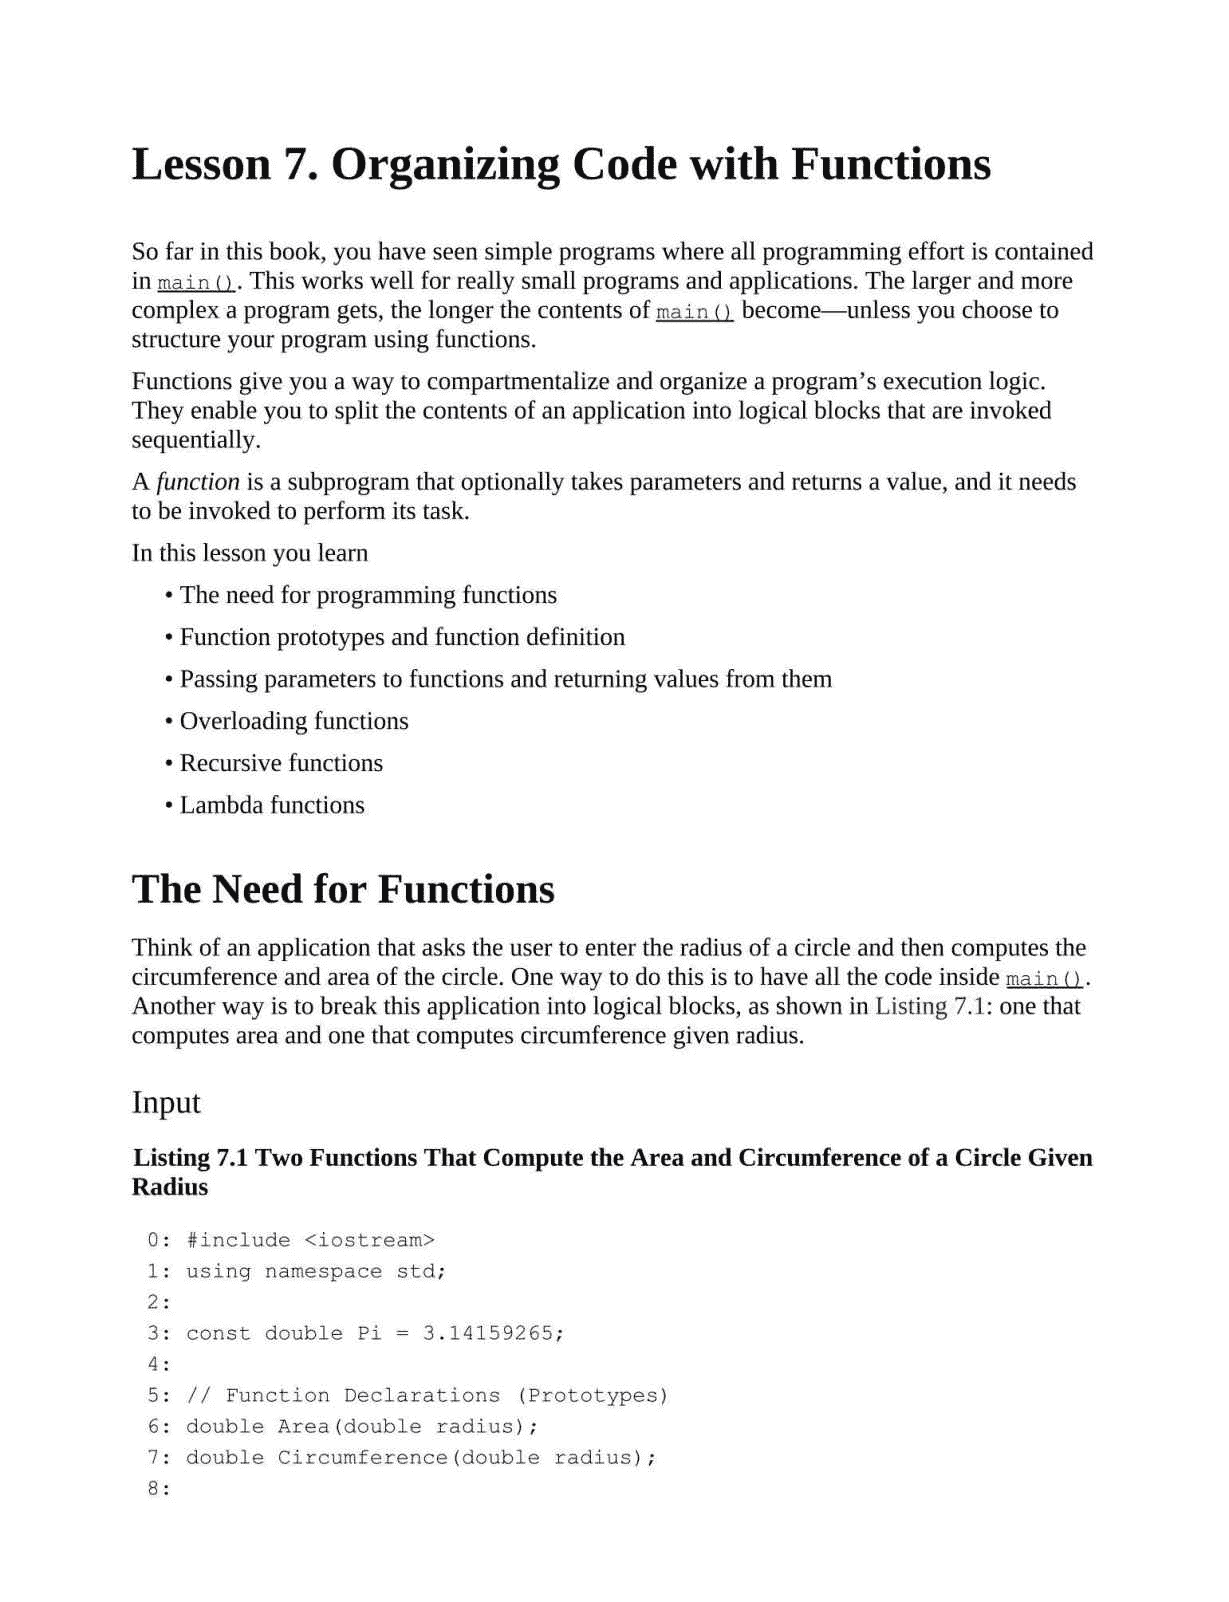 Lesson 7. Organizing Code with Functions
So far in this book, you have seen simple programs where all programming effort is contained
in main(). This works well for really small programs and applications. The larger and more
complex a program gets, the longer the contents of main() become—unless you choose to
structure your program using functions.
Functions give you a way to compartmentalize and organize a program’s execution logic.
They enable you to split the contents of an application into logical blocks that are invoked
sequentially.
A function is a subprogram that optionally takes parameters and returns a value, and it needs
to be invoked to perform its task.
In this lesson you learn
• The need for programming functions
• Function prototypes and function definition
• Passing parameters to functions and returning values from them
• Overloading functions
• Recursive functions
• Lambda functions
The Need for Functions
Think of an application that asks the user to enter the radius of a circle and then computes the
circumference and area of the circle. One way to do this is to have all the code inside main().
Another way is to break this application into logical blocks, as shown in Listing 7.1: one that
computes area and one that computes circumference given radius.
Input
Listing 7.1 Two Functions That Compute the Area and Circumference of a Circle Given
Radius
0: #include <iostream>
1: using namespace std;
2:
3: const double Pi = 3.14159265;
4:
5: // Function Declarations (Prototypes)
6: double Area(double radius);
7: double Circumference(double radius);
8: